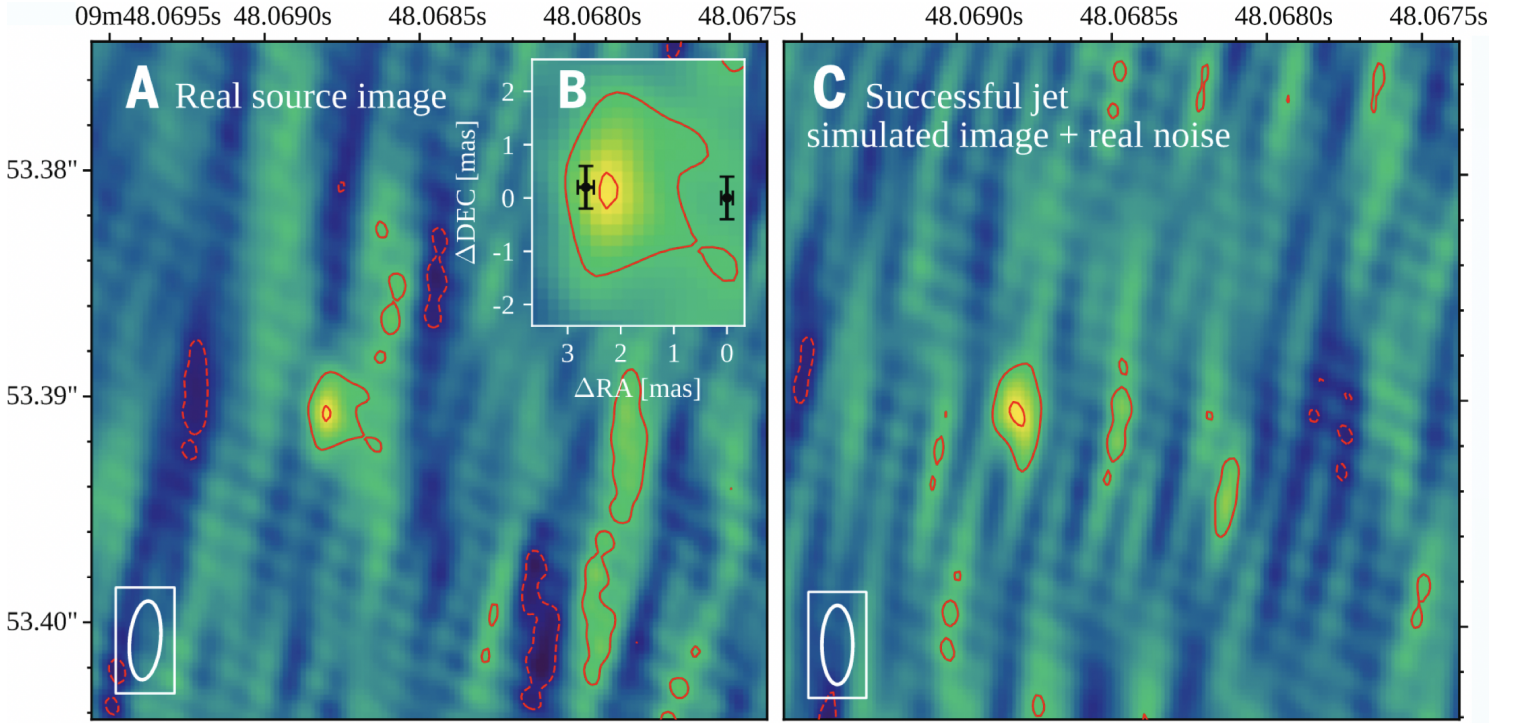 09m48.0695s 48.0690s 48.0685s 48.0680s 48.0675s
48.0690s 48.0685s 48.0680s 48.0675s
A Real source image
B
C Successful jet
simulated image + real noise
53.38"
53.39"
53.40"
2
1
0
-1
-2
ΔDEC [mas]
3 2 1 0
ΔRA [mas]